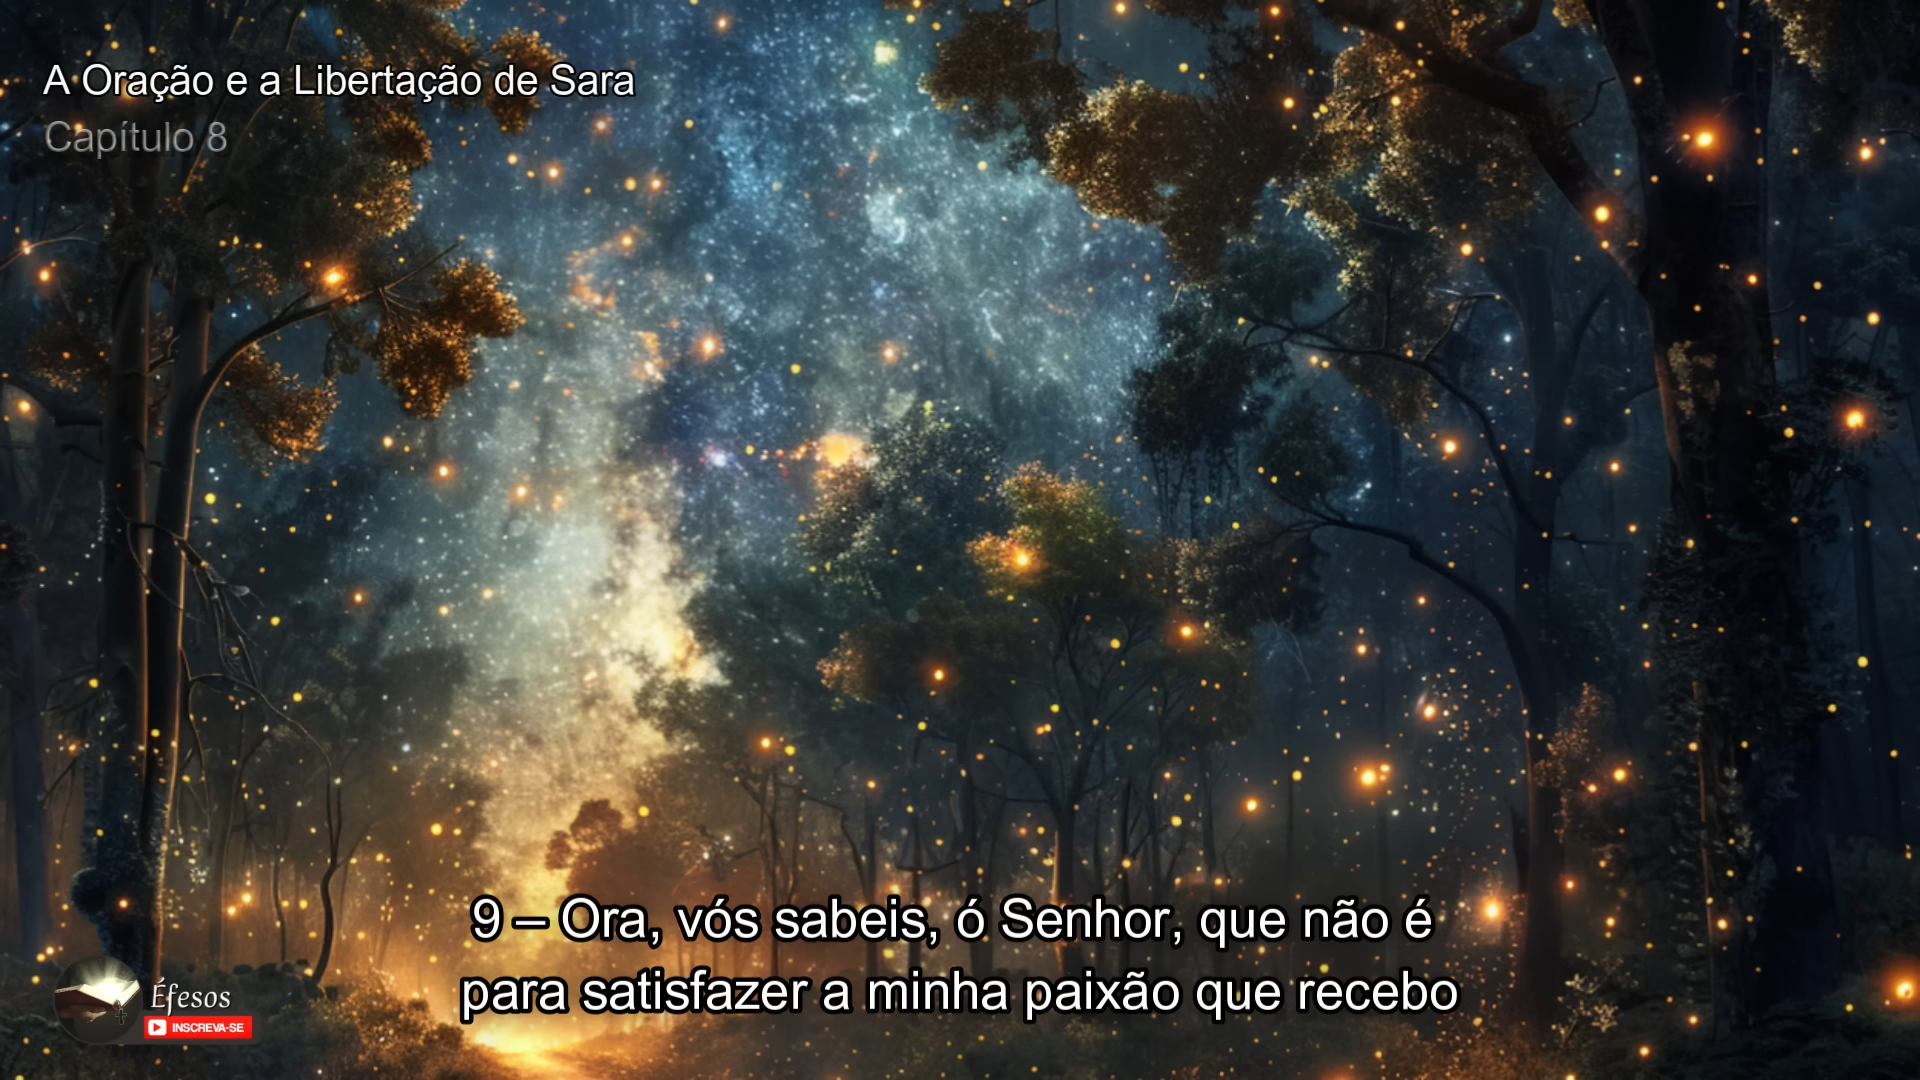 A Oração e a Libertação de Sara
Capítulo 8
9 – Ora, vós sabeis, ó Senhor, que não é
para satisfazer a minha paixão que recebo
Éfesos
INSCREVA-SE